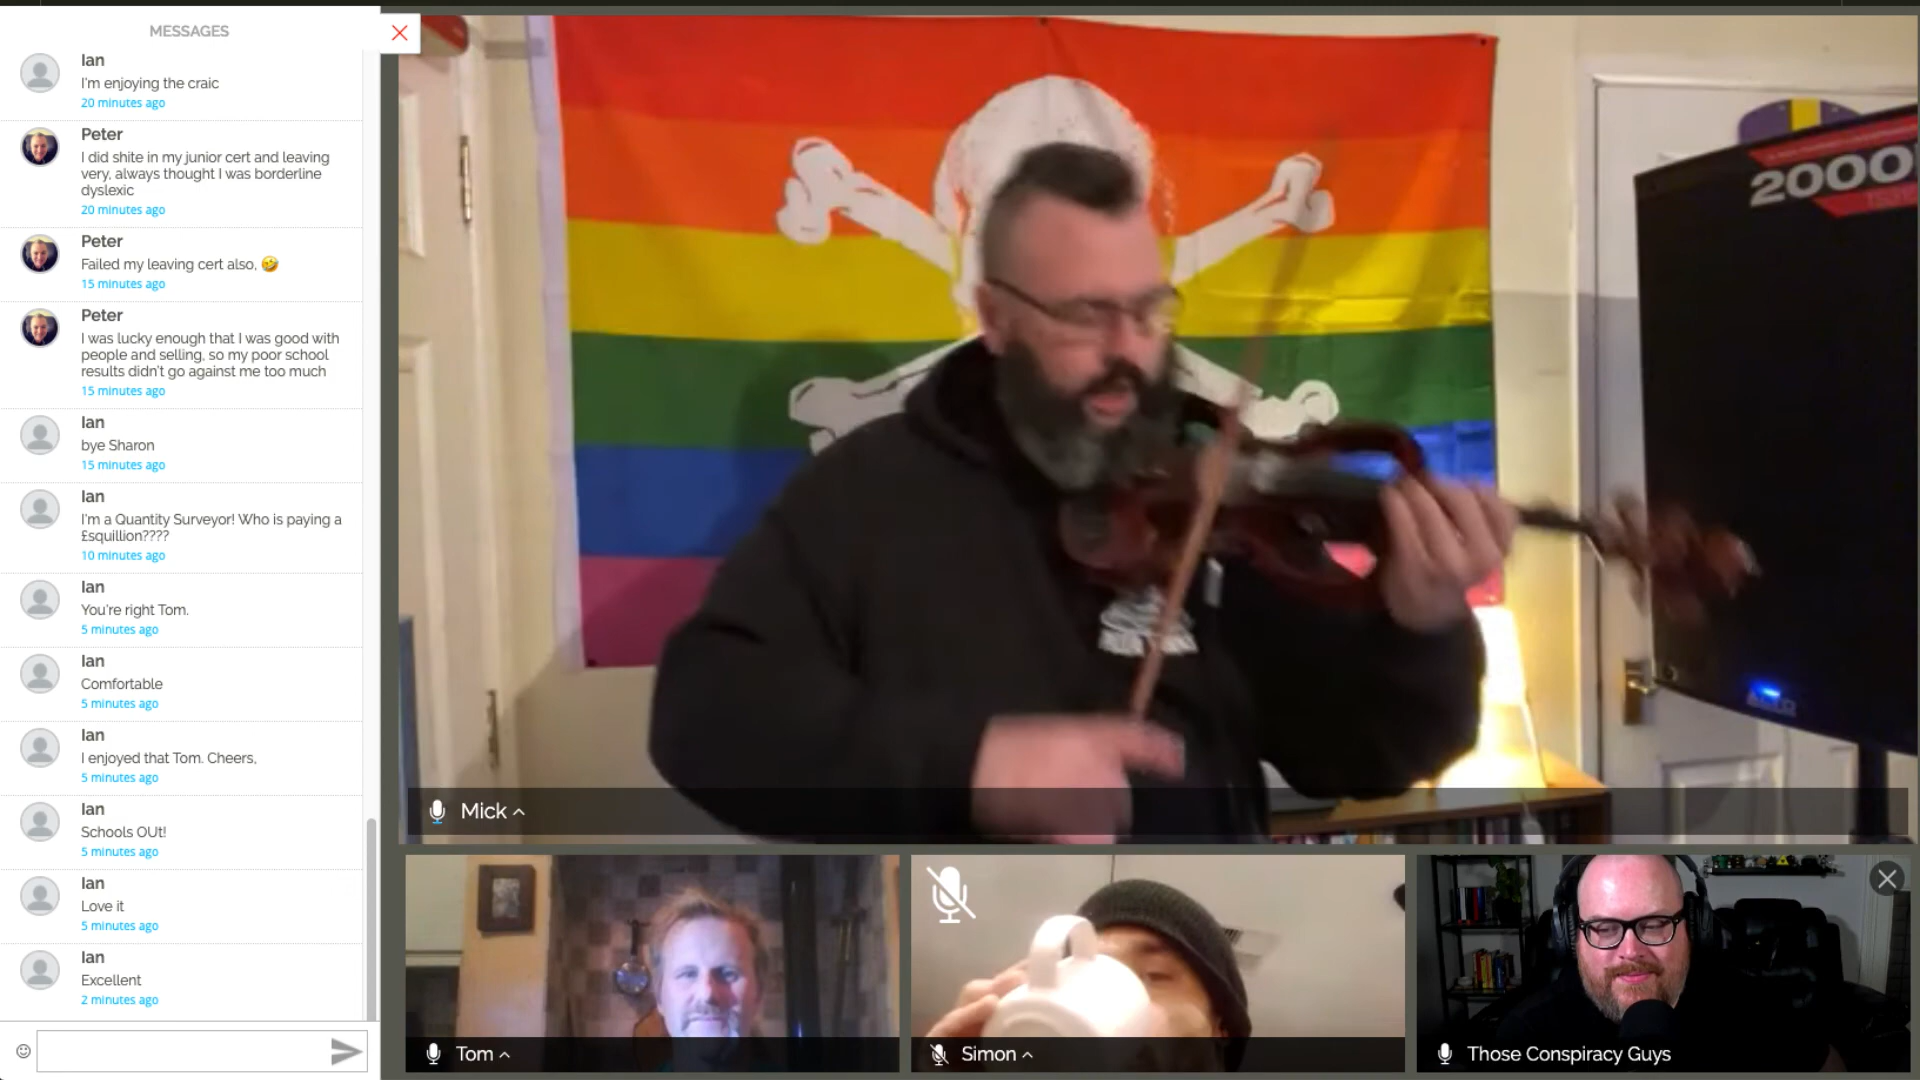 MESSAGES
Ian
I'm enjoying the craic
20 minutes ago
Peter
I did shite in my junior cert and leaving
very, always thought I was borderline
dyslexic
20 minutes ago
Peter
Failed my leaving cert also, 🤣
15 minutes ago
Peter
I was lucky enough that I was good with
people and selling, so my poor school
results didn't go against me too much
15 minutes ago
Ian
bye Sharon
15 minutes ago
Ian
I'm a Quantity Surveyor! Who is paying a
£squillion????
10 minutes ago
Ian
You're right Tom.
5 minutes ago
Ian
Comfortable
5 minutes ago
Ian
I enjoyed that Tom. Cheers,
5 minutes ago
Ian
Schools OUt!
5 minutes ago
Ian
Love it
5 minutes ago
Ian
Excellent
2 minutes ago
2000
Mick
Tom
Simon
Those Conspiracy Guys